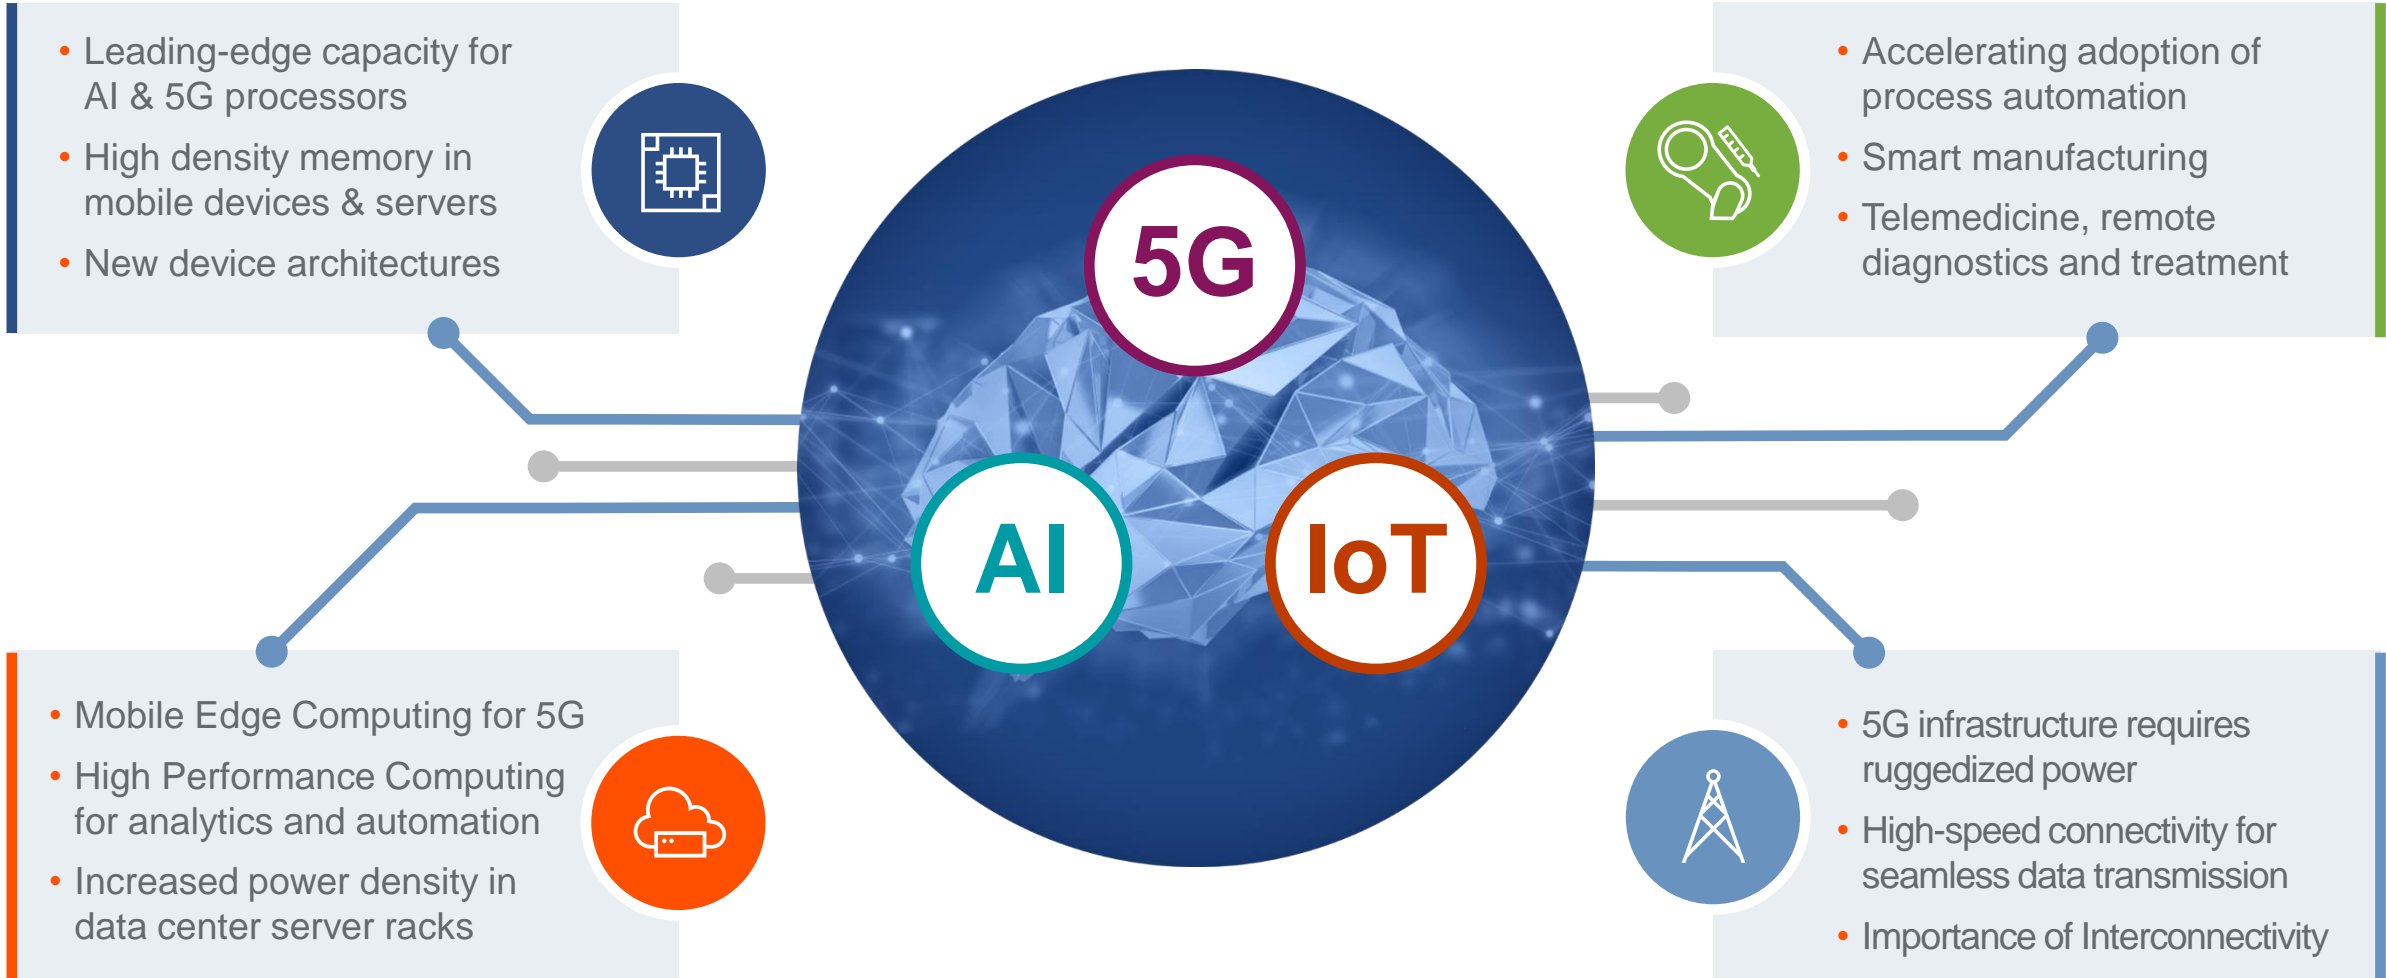 • Leading-edge capacity for
AI & 5G processors
• High density memory in
mobile devices & servers
• New device architectures
• Accelerating adoption of
process automation
• Smart manufacturing
• Telemedicine, remote
diagnostics and treatment
5G
AI
IoT
• Mobile Edge Computing for 5G
• High Performance Computing
for analytics and automation
• Increased power density in
data center server racks
• 5G infrastructure requires
ruggedized power
• High-speed connectivity for
seamless data transmission
• Importance of Interconnectivity